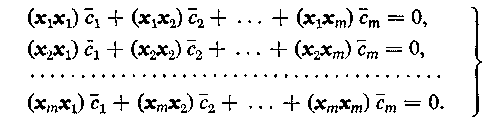 (x₁x₁) c̄₁ + (x₁x₂) c̄₂ + ... + (x₁xₘ) c̄ₘ = 0,
(x₂x₁) c̄₁ + (x₂x₂) c̄₂ + ... + (x₂xₘ) c̄ₘ = 0,
. . . . . . . . . . . . . . . . . . . . . . . . . . . . . . . . . . . . . . . .
(xₘx₁) c̄₁ + (xₘx₂) c̄₂ + ... + (xₘxₘ) c̄ₘ = 0.